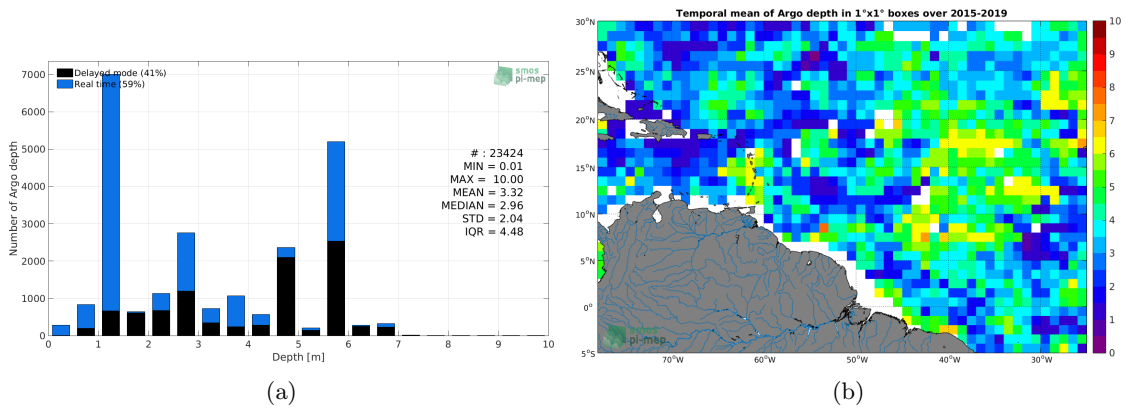 Delayed mode (41%)
Real time (59%)
smos
pi-mep
# : 23424
MIN = 0.01
MAX = 10.00
MEAN = 3.32
MEDIAN = 2.96
STD = 2.04
IQR = 4.48
Number of Argo depth
7000
6000
5000
4000
3000
2000
1000
0
0 1 2 3 4 5 6 7 8 9 10
Depth [m]
(a)
Temporal mean of Argo depth in 1°x1° boxes over 2015-2019
30°N
25°N
20°N
15°N
10°N
5°N
0°
5°S
70°W 60°W 50°W 40°W 30°W
smos
pi-mep
10
9
8
7
6
5
4
3
2
1
0
(b)